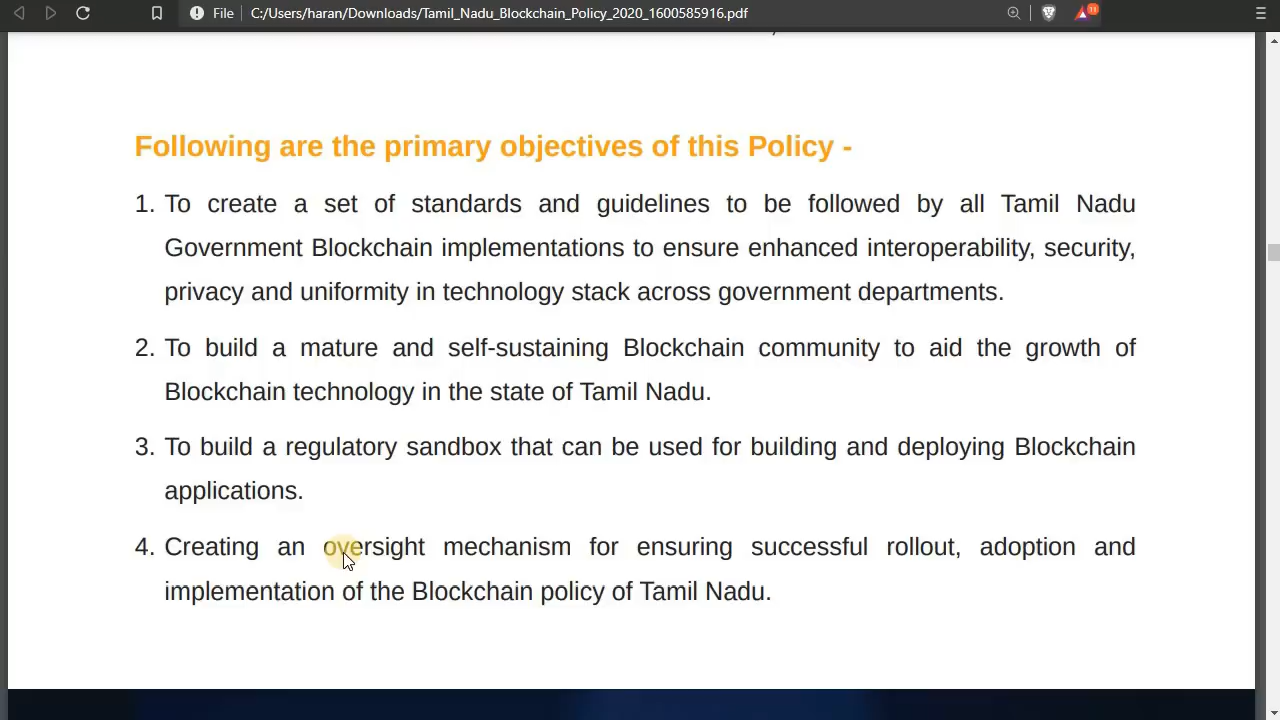 File C:/Users/haran/Downloads/Tamil_Nadu_Blockchain_Policy_2020_1600585916.pdf
11
Following are the primary objectives of this Policy -
1. To create a set of standards and guidelines to be followed by all Tamil Nadu
Government Blockchain implementations to ensure enhanced interoperability, security,
privacy and uniformity in technology stack across government departments.
2. To build a mature and self-sustaining Blockchain community to aid the growth of
Blockchain technology in the state of Tamil Nadu.
3. To build a regulatory sandbox that can be used for building and deploying Blockchain
applications.
4. Creating an oversight mechanism for ensuring successful rollout, adoption and
implementation of the Blockchain policy of Tamil Nadu.